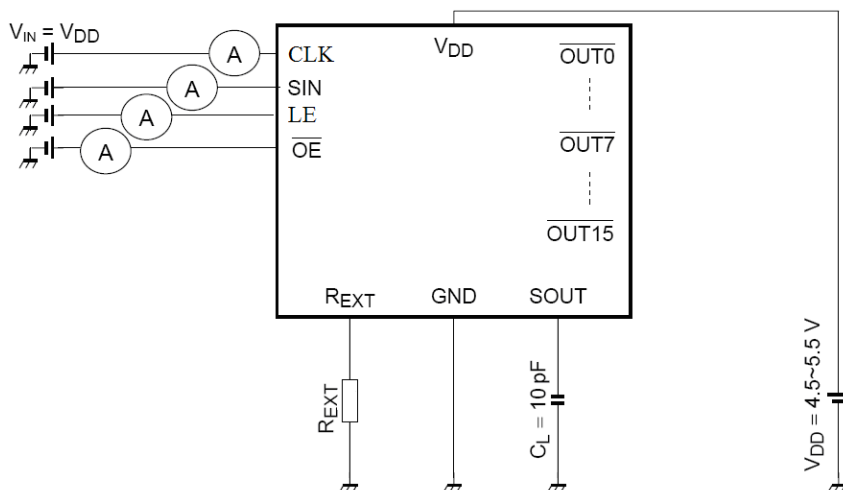 V_IN = V_DD
A
CLK
A
SIN
A
LE
A
OE
V_DD
OUT0
OUT7
OUT15
R_EXT
GND
SOUT
R_EXT
C_L = 10 pF
V_DD = 4.5~5.5 V